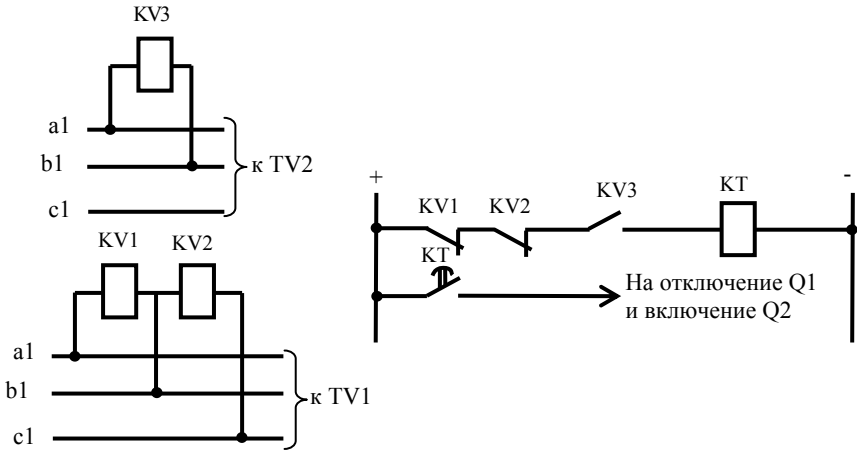 KV3
a1
b1
c1
к TV2
KV1
KV2
a1
b1
c1
к TV1
+
-
KV1
KV2
KV3
KT
KT
На отключение Q1
и включение Q2